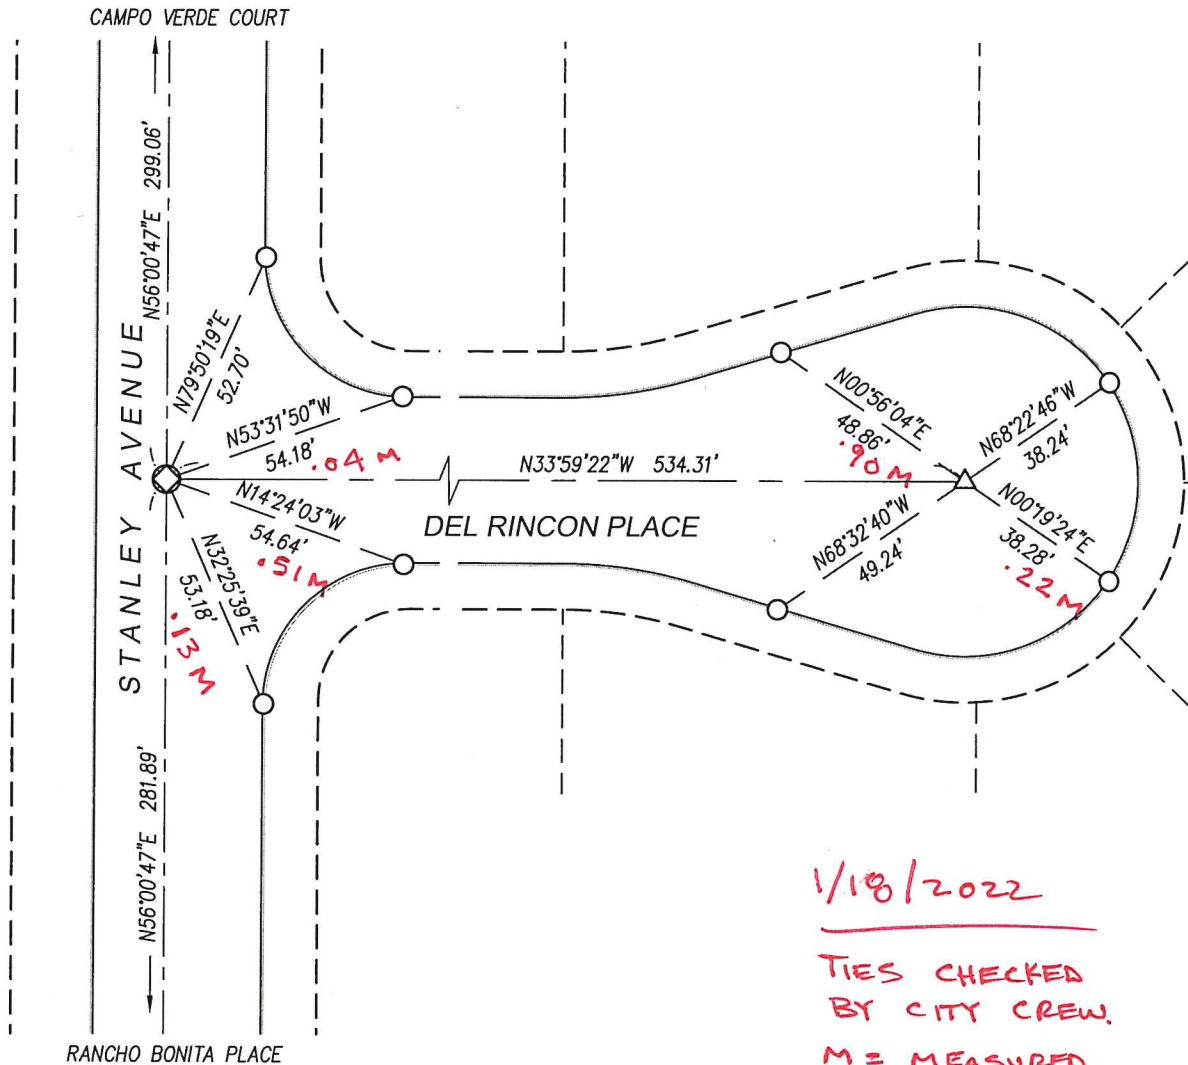 CAMPO VERDE COURT
N56°00'47"E 299.06'
STANLEY AVENUE
N79°50'19"E
52.70'
N53°31'50"W
54.18'
.04 M
N33°59'22"W 534.31'
DEL RINCON PLACE
N14°24'03"W
54.64'
.51 M
N32°25'39"E
53.18'
.13 M
N00°56'04"E
48.86'
.90 M
N68°22'46"W
38.24'
N68°32'40"W
49.24'
N00°19'24"E
38.28'
.22 M
N56°00'47"E 281.89'
RANCHO BONITA PLACE
1/18/2022
TIES CHECKED
BY CITY CREW.
M = MEASURED